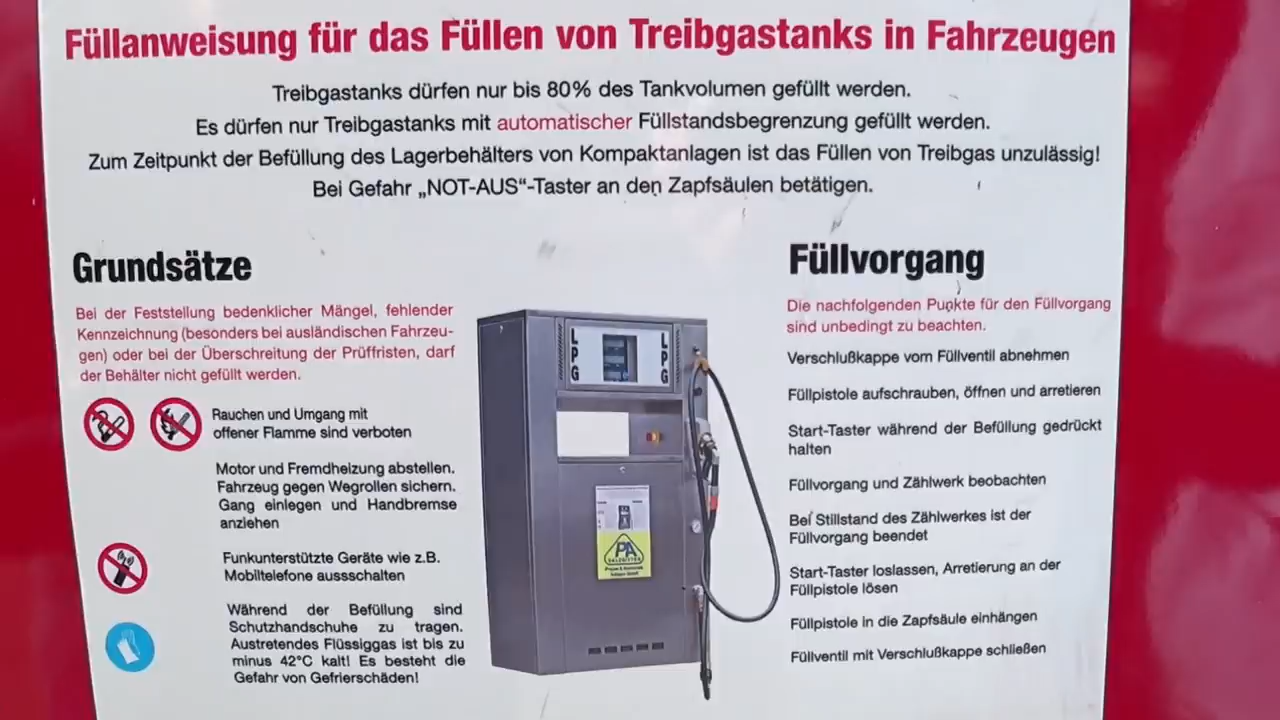 Füllanweisung für das Füllen von Treibgastanks in Fahrzeugen
Treibgastanks dürfen nur bis 80% des Tankvolumen gefüllt werden.
Es dürfen nur Treibgastanks mit automatischer Füllstandsbegrenzung gefüllt werden.
Zum Zeitpunkt der Befüllung des Lagerbehälters von Kompaktanlagen ist das Füllen von Treibgas unzulässig!
Bei Gefahr „NOT-AUS“-Taster an den Zapfsäulen betätigen.
Grundsätze
Bei der Feststellung bedenklicher Mängel, fehlender
Kennzeichnung (besonders bei ausländischen Fahrzeu-
gen) oder bei der Überschreitung der Prüffristen, darf
der Behälter nicht gefüllt werden.
Rauchen und Umgang mit
offener Flamme sind verboten
Motor und Fremdheizung abstellen.
Fahrzeug gegen Wegrollen sichern.
Gang einlegen und Handbremse
anziehen
Funkunterstützte Geräte wie z.B.
Mobiltelefone aussschalten
Während der Befüllung sind
Schutzhandschuhe zu tragen.
Austretendes Flüssiggas ist bis zu
minus 42°C kalt! Es besteht die
Gefahr von Gefrierschäden!
LPG
LPG
PA
Füllvorgang
Die nachfolgenden Punkte für den Füllvorgang
sind unbedingt zu beachten.
Verschlußkappe vom Füllventil abnehmen
Füllpistole aufschrauben, öffnen und arretieren
Start-Taster während der Befüllung gedrückt
halten
Füllvorgang und Zählwerk beobachten
Bei Stillstand des Zählwerkes ist der
Füllvorgang beendet
Start-Taster loslassen, Arretierung an der
Füllpistole lösen
Füllpistole in die Zapfsäule einhängen
Füllventil mit Verschlußkappe schließen